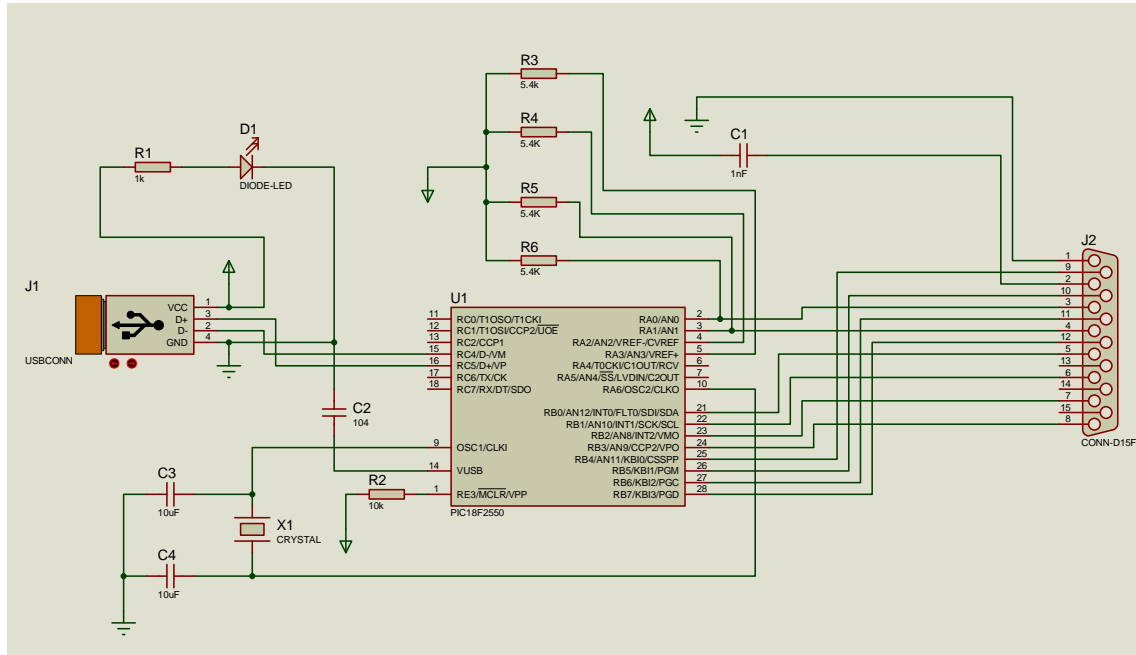 R3
5.4k
R4
5.4K
R5
5.4K
R6
5.4K
C1
1nF
D1
DIODE-LED
R1
1k
J1
USBCONN
VCC 1
D+ 3
D- 2
GND 4
C2
104
C3
10uF
C4
10uF
X1
CRYSTAL
R2
10k
U1
PIC18F2550
11 RC0/T1OSO/T1CKI
12 RC1/T1OSI/CCP2/UOE
13 RC2/CCP1
15 RC4/D-/VM
16 RC5/D+/VP
17 RC6/TX/CK
18 RC7/RX/DT/SDO
9 OSC1/CLKI
14 VUSB
1 RE3/MCLR/VPP
RA0/AN0 2
RA1/AN1 3
RA2/AN2/VREF-/CVREF 4
RA3/AN3/VREF+ 5
RA4/T0CKI/C1OUT/RCV 6
RA5/AN4/SS/LVDIN/C2OUT 7
RA6/OSC2/CLKO 10
RB0/AN12/INT0/FLT0/SDI/SDA 21
RB1/AN10/INT1/SCK/SCL 22
RB2/AN8/INT2/VMO 23
RB3/AN9/CCP2/VPO 24
RB4/AN11/KBI0/CSSPP 25
RB5/KBI1/PGM 26
RB6/KBI2/PGC 27
RB7/KBI3/PGD 28
J2
1
9
2
10
3
11
4
12
5
13
6
14
7
15
8
CONN-D15F